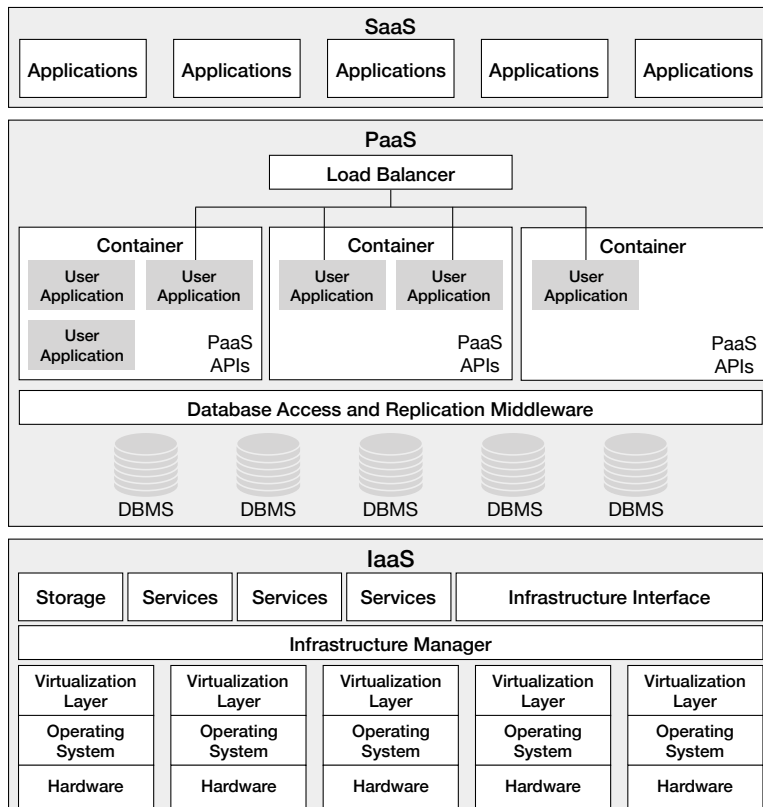 SaaS
Applications Applications Applications Applications Applications
PaaS
Load Balancer
Container Container Container
User Application User Application User Application User Application User Application
User Application
PaaS APIs PaaS APIs PaaS APIs
Database Access and Replication Middleware
DBMS DBMS DBMS DBMS DBMS
IaaS
Storage Services Services Services Infrastructure Interface
Infrastructure Manager
Virtualization Layer Virtualization Layer Virtualization Layer Virtualization Layer Virtualization Layer
Operating System Operating System Operating System Operating System Operating System
Hardware Hardware Hardware Hardware Hardware